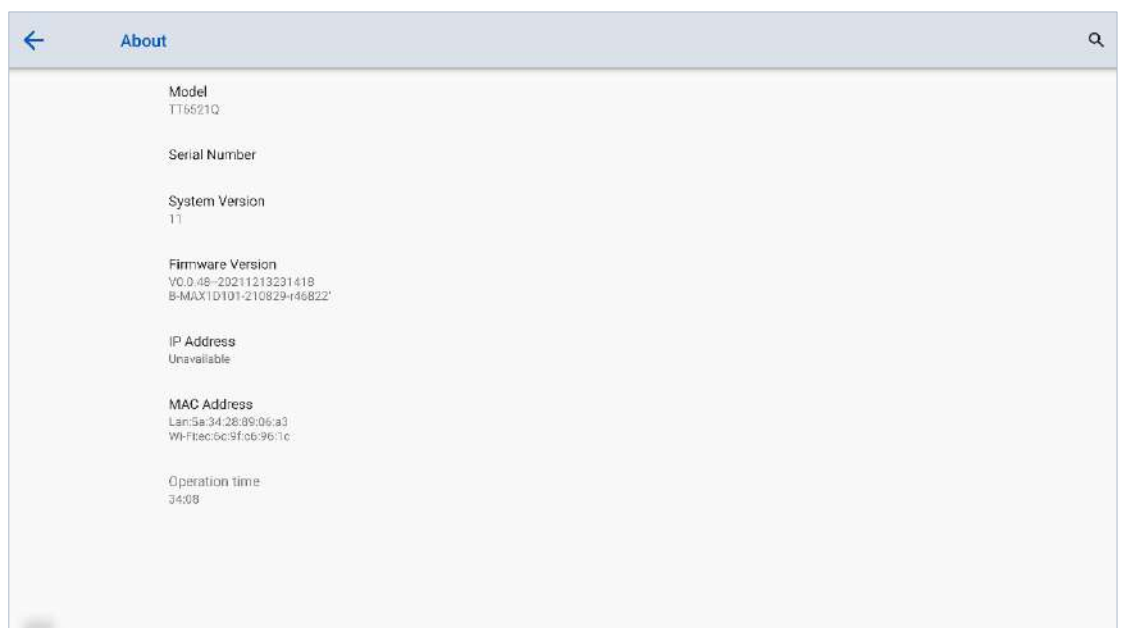 About
Model
TT6521Q
Serial Number
System Version
11
Firmware Version
V0.0.48--20211213231418
B-MAX1D101-210829-r46822'
IP Address
Unavailable
MAC Address
Lan:5a:34:28:89:06:a3
Wi-Fi:ec:5c:9f:c6:96:1c
Operation time
34:08